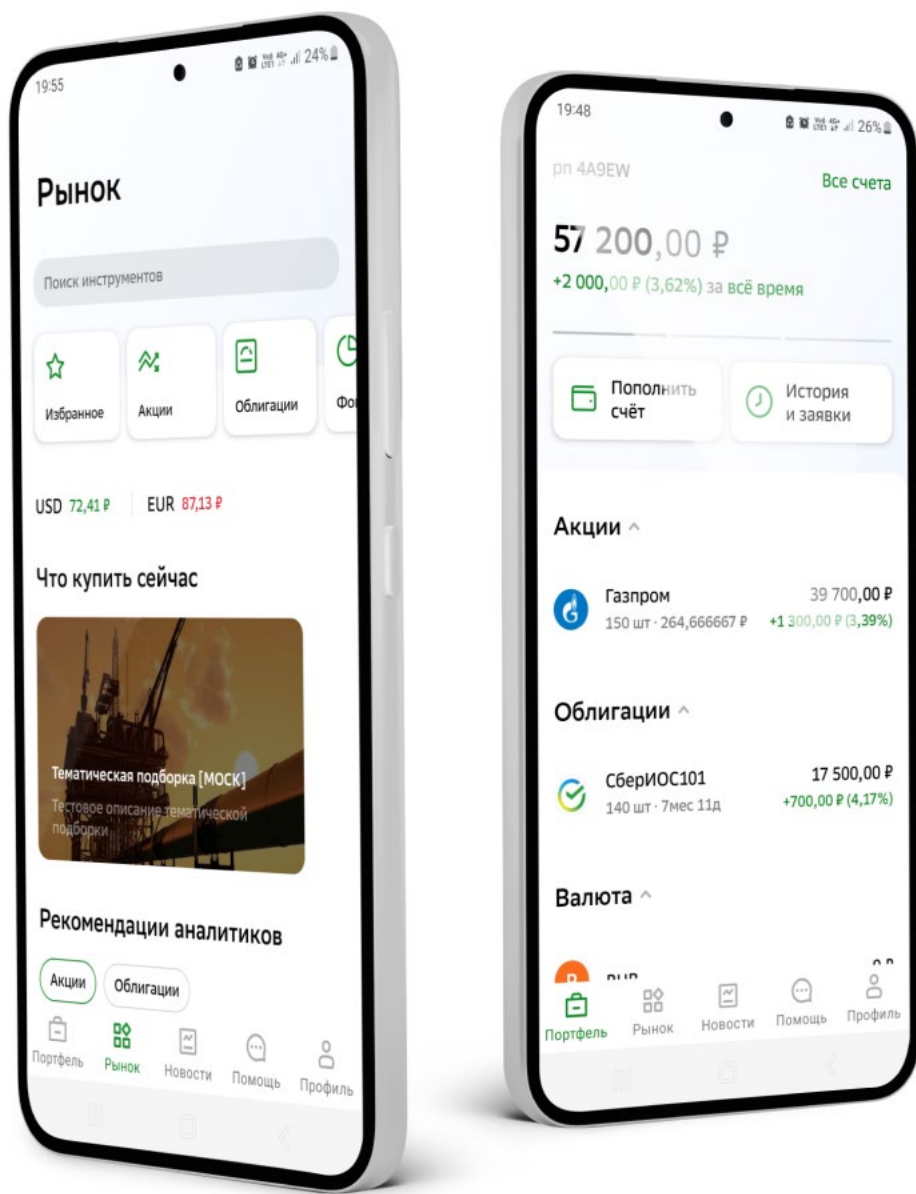 19:55
24%
Рынок
Поиск инструментов
Избранное
Акции
Облигации
USD 72,41 ₽
EUR 87,13 ₽
Что купить сейчас
Тематическая подборка [МОСК]
Тестовое описание тематической
подборки
Рекомендации аналитиков
Акции
Облигации
Портфель
Рынок
Новости
Помощь
Профиль
19:48
26%
рп 4A9EW
Все счета
57 200,00 ₽
+2 000,00 ₽ (3,62%) за всё время
Пополнить
счёт
История
и заявки
Акции
Газпром
39 700,00 ₽
150 шт · 264,666667 ₽
+1 300,00 ₽ (3,39%)
Облигации
СберИОС101
17 500,00 ₽
140 шт · 7мес 11д
+700,00 ₽ (4,17%)
Валюта
Портфель
Рынок
Новости
Помощь
Профиль